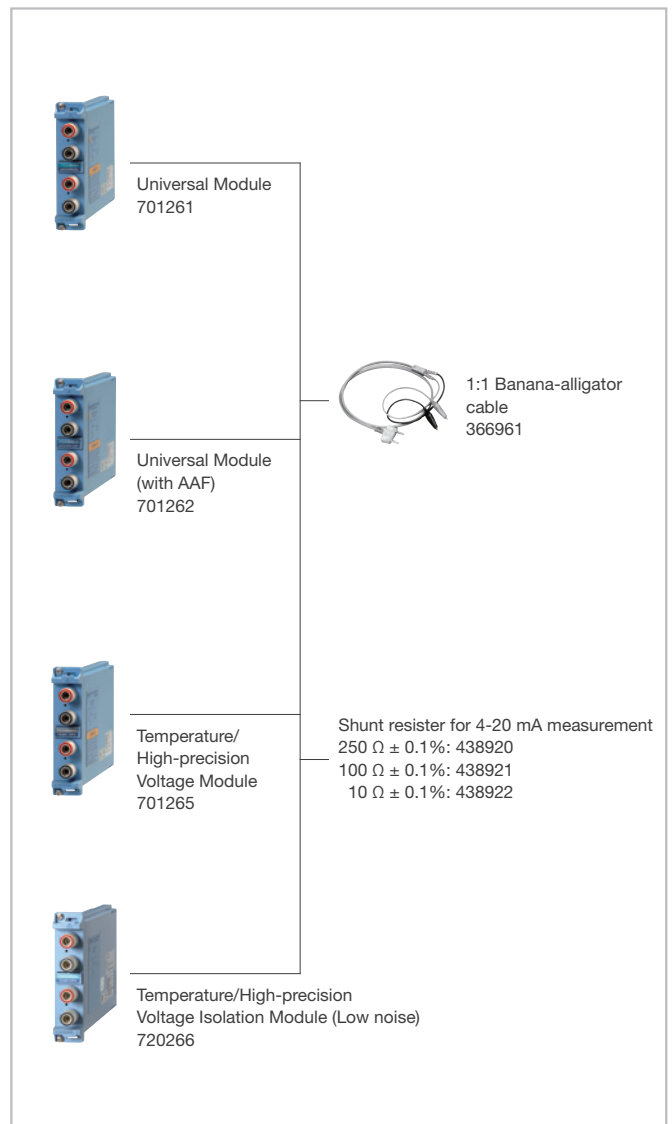 Universal Module
701261
1:1 Banana-alligator
cable
366961
Universal Module
(with AAF)
701262
Temperature/
High-precision
Voltage Module
701265
Shunt resister for 4-20 mA measurement
250 Ω ± 0.1%: 438920
100 Ω ± 0.1%: 438921
10 Ω ± 0.1%: 438922
Temperature/High-precision
Voltage Isolation Module (Low noise)
720266